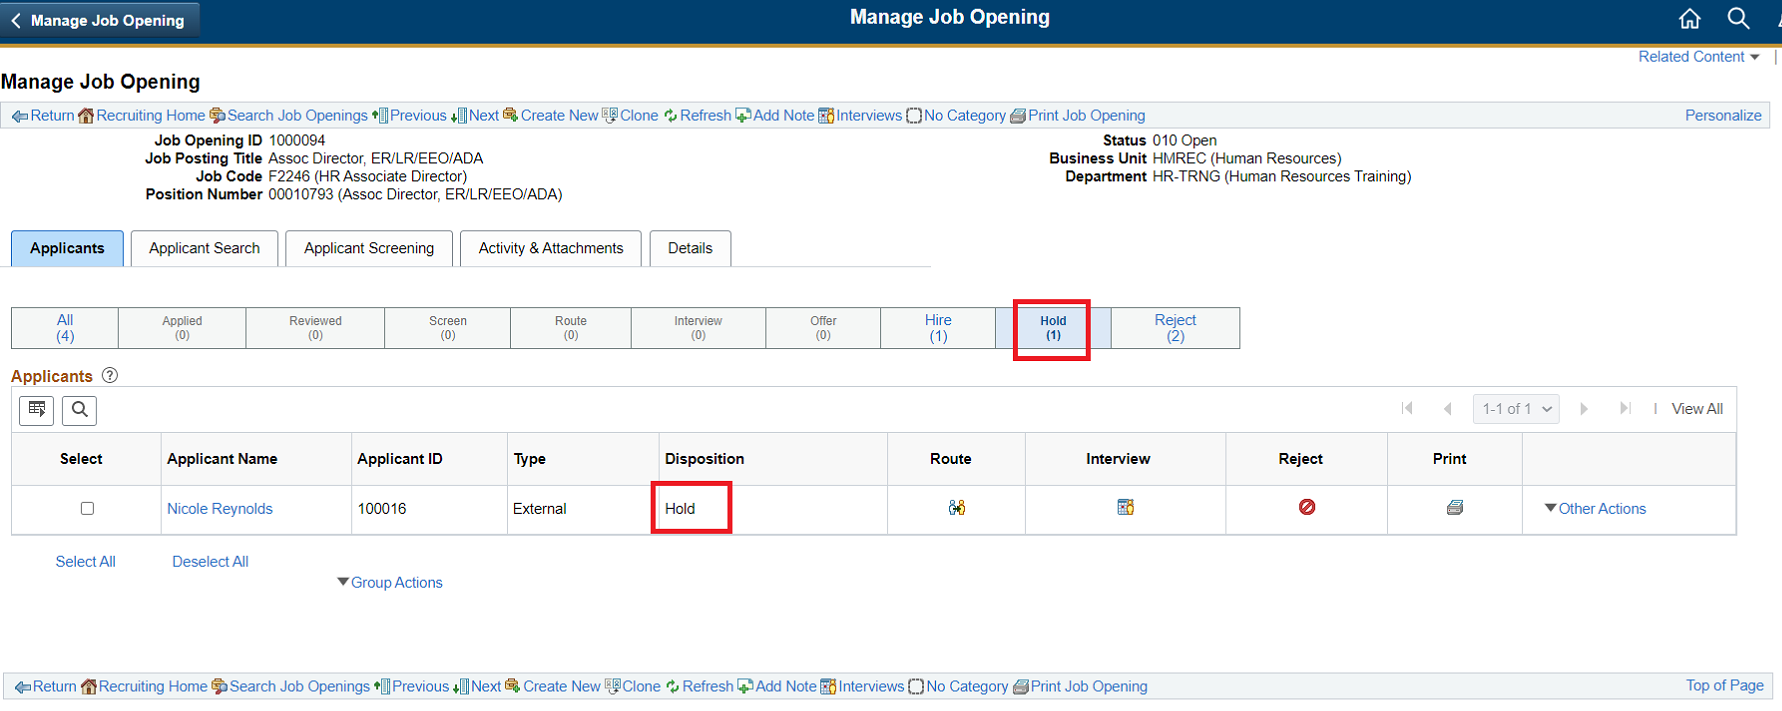 Manage Job Opening
Manage Job Opening
Related Content
Manage Job Opening
Return Recruiting Home Search Job Openings Previous Next Create New Clone Refresh Add Note Interviews No Category Print Job Opening Personalize
Job Opening ID 1000094 Status 010 Open
Job Posting Title Assoc Director, ER/LR/EEO/ADA Business Unit HMREC (Human Resources)
Job Code F2246 (HR Associate Director) Department HR-TRNG (Human Resources Training)
Position Number 00010793 (Assoc Director, ER/LR/EEO/ADA)
Applicants Applicant Search Applicant Screening Activity & Attachments Details
All Applied Reviewed Screen Route Interview Offer Hire Hold Reject
(4) (0) (0) (0) (0) (0) (0) (1) (1) (2)
Applicants ?
1-1 of 1 View All
Select Applicant Name Applicant ID Type Disposition Route Interview Reject Print
Nicole Reynolds 100016 External Hold Other Actions
Select All Deselect All
Group Actions
Return Recruiting Home Search Job Openings Previous Next Create New Clone Refresh Add Note Interviews No Category Print Job Opening Top of Page